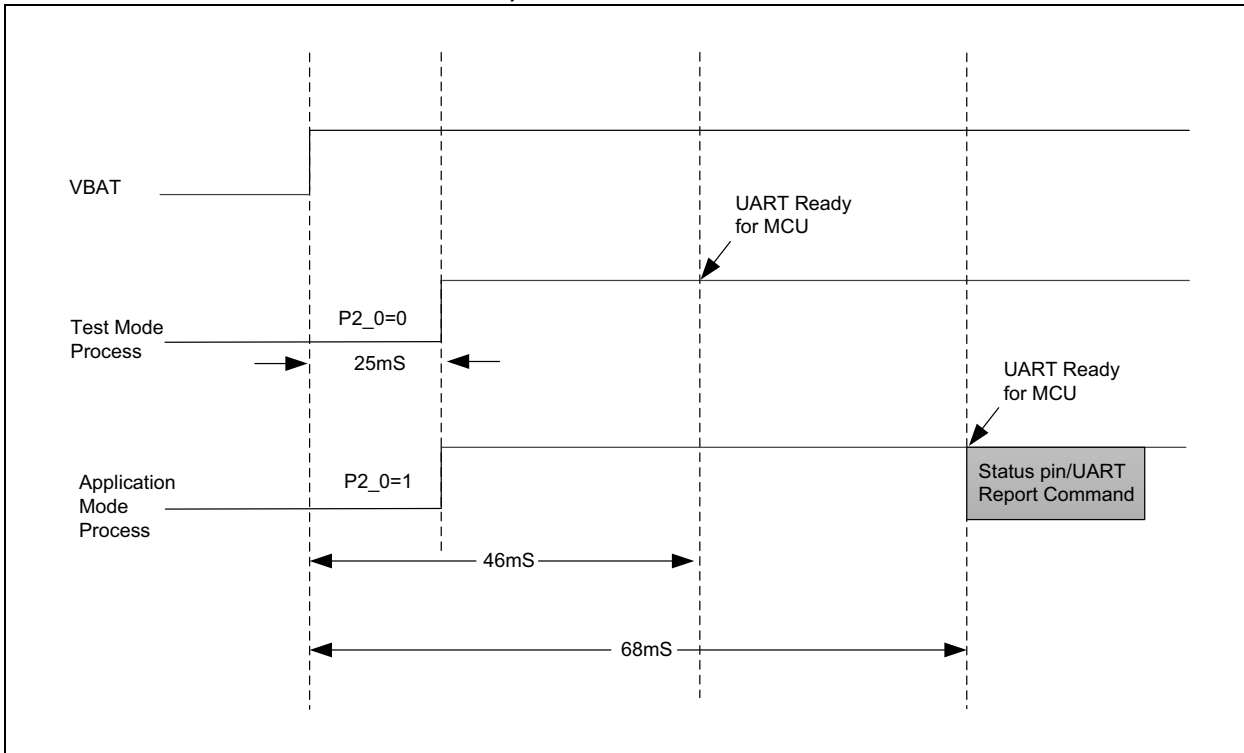 VBAT
UART Ready
for MCU
P2_0=0
Test Mode
Process
25mS
UART Ready
for MCU
P2_0=1
Application
Mode
Process
Status pin/UART
Report Command
46mS
68mS